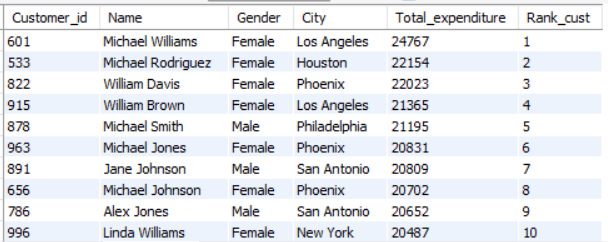 Customer_id Name Gender City Total_expenditure Rank_cust
601 Michael Williams Female Los Angeles 24767 1
533 Michael Rodriguez Female Houston 22154 2
822 William Davis Female Phoenix 22023 3
915 William Brown Female Los Angeles 21365 4
878 Michael Smith Male Philadelphia 21195 5
963 Michael Jones Female Phoenix 20831 6
891 Jane Johnson Male San Antonio 20809 7
656 Michael Johnson Female Phoenix 20702 8
786 Alex Jones Male San Antonio 20652 9
996 Linda Williams Female New York 20487 10